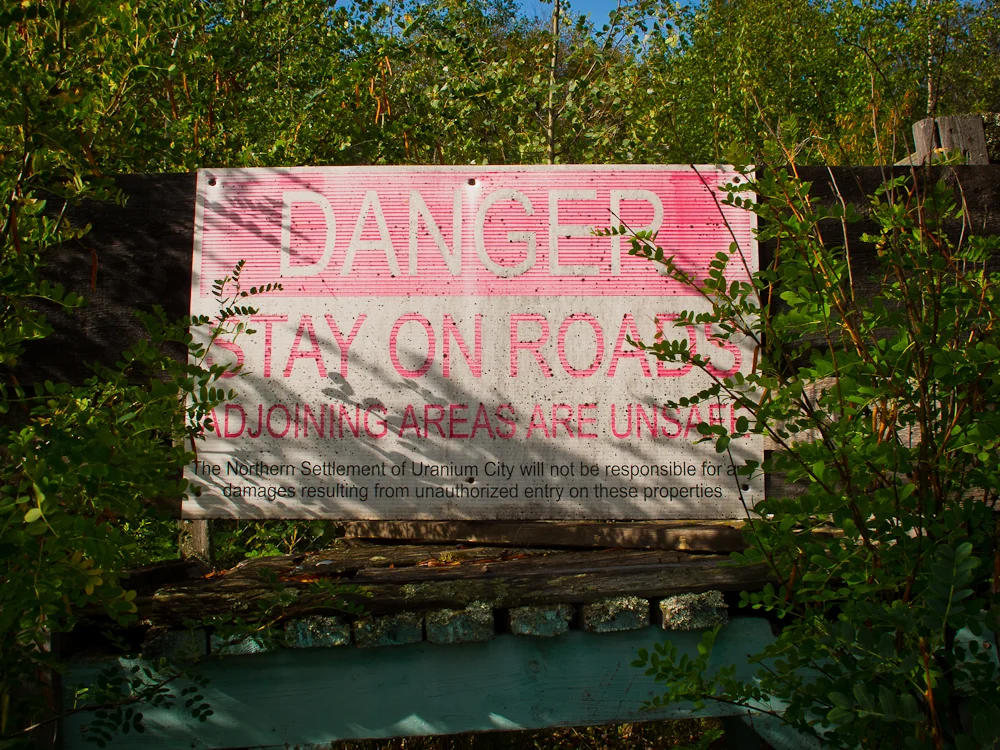 DANGER
STAY ON ROADS
ADJOINING AREAS ARE UNSAFE
The Northern Settlement of Uranium City will not be responsible for
damages resulting from unauthorized entry on these properties